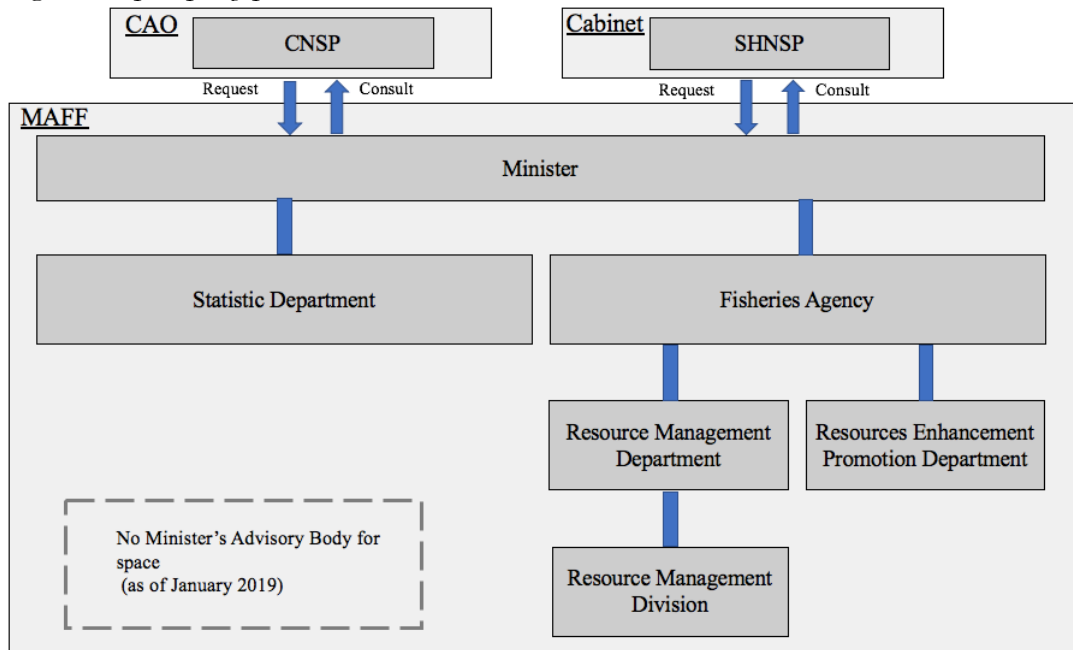 CAO
CNSP
Cabinet
SHNSP
Request
Consult
Request
Consult
MAFF
Minister
Statistic Department
Fisheries Agency
Resource Management
Department
Resources Enhancement
Promotion Department
No Minister’s Advisory Body for
space
(as of January 2019)
Resource Management
Division